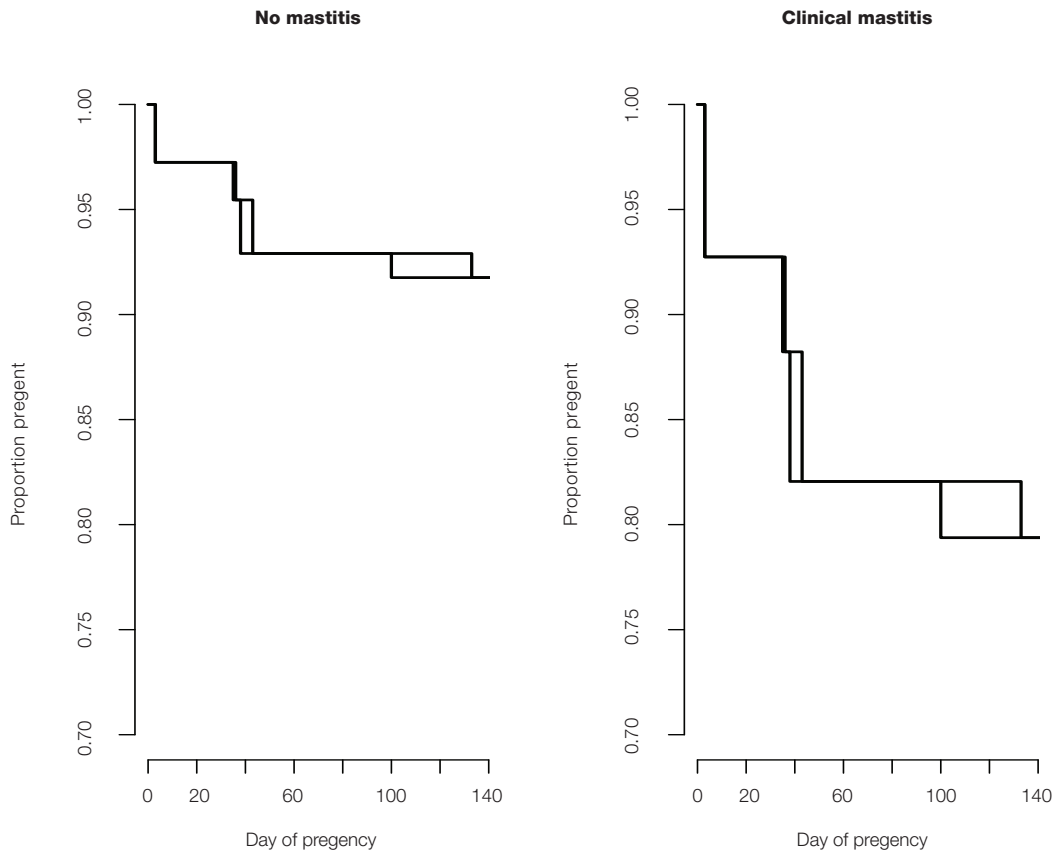 No mastitis
Clinical mastitis
1.00
0.95
0.90
0.85
0.80
0.75
0.70
Proportion pregent
0 20 60 100 140
Day of pregency
1.00
0.95
0.90
0.85
0.80
0.75
0.70
Proportion pregent
0 20 60 100 140
Day of pregency